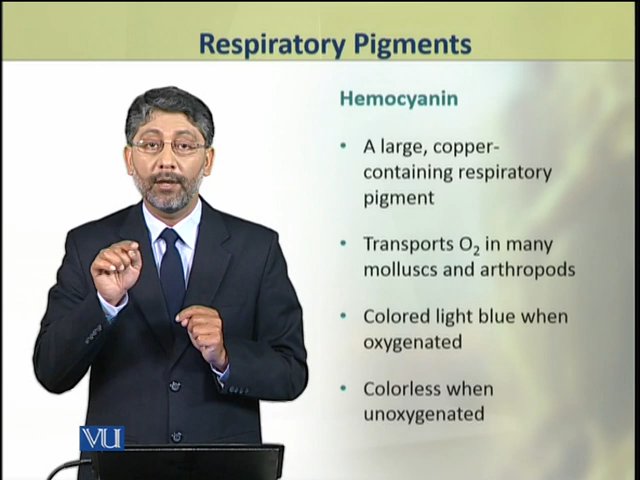 Respiratory Pigments
Hemocyanin
• A large, copper-
containing respiratory
pigment
• Transports O₂ in many
molluscs and arthropods
• Colored light blue when
oxygenated
• Colorless when
unoxygenated
VU